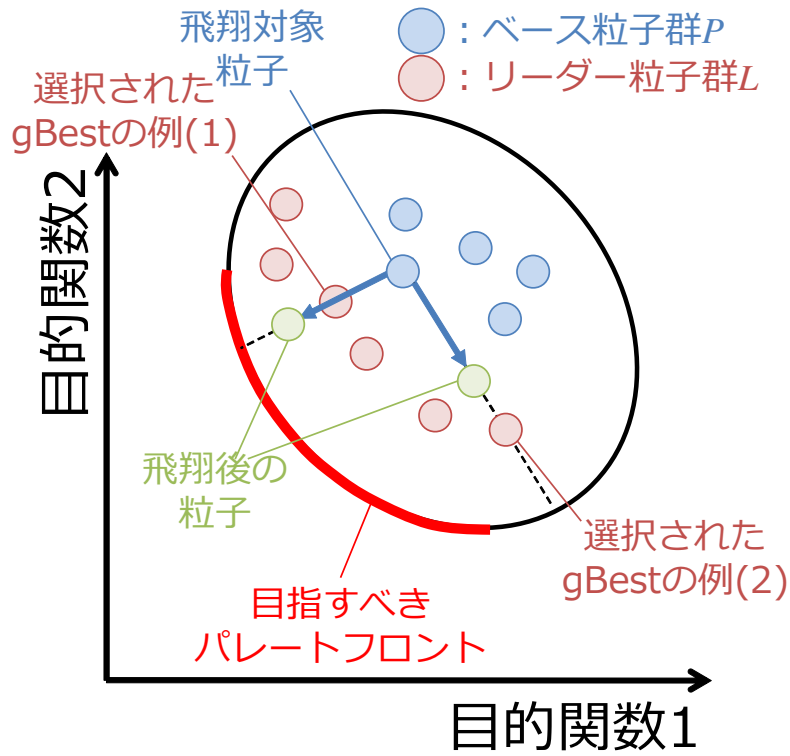 飛翔対象
粒子
：ベース粒子群P
：リーダー粒子群L
選択された
gBestの例(1)
目的関数2
飛翔後の
粒子
選択された
gBestの例(2)
目指すべき
パレートフロント
目的関数1